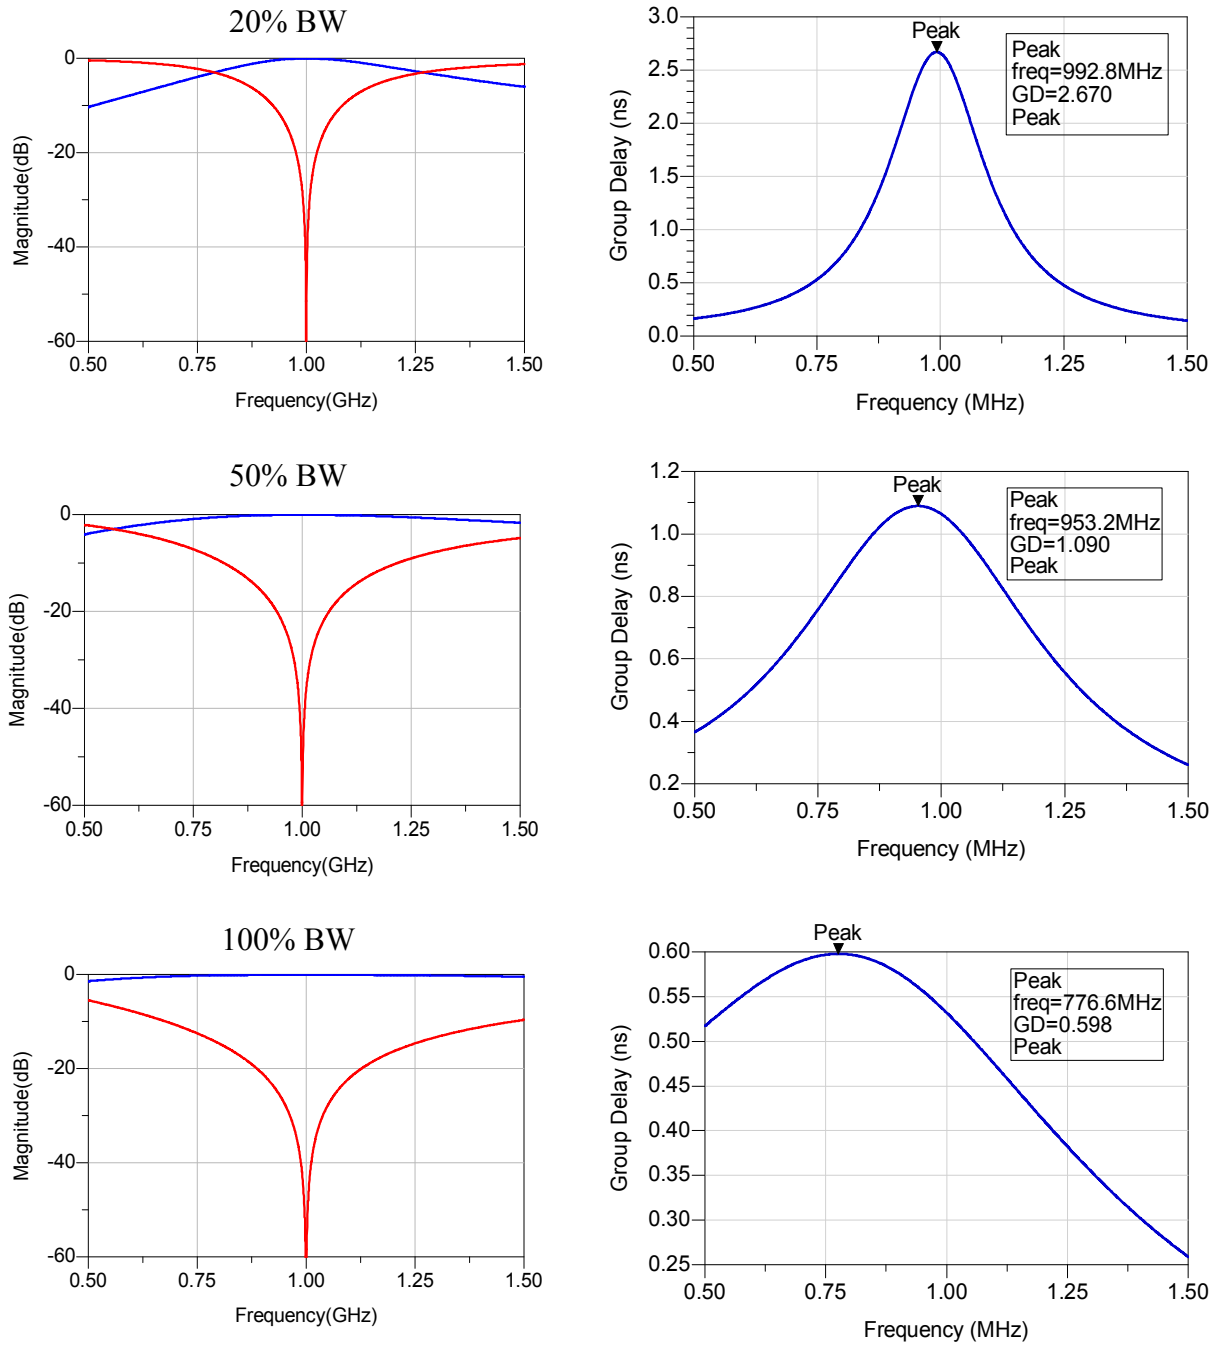 20% BW
0
-20
-40
-60
Magnitude(dB)
0.50
0.75
1.00
1.25
1.50
Frequency(GHz)
3.0
2.5
2.0
1.5
1.0
0.5
0.0
Group Delay (ns)
Peak
Peak
freq=992.8MHz
GD=2.670
Peak
0.50
0.75
1.00
1.25
1.50
Frequency (MHz)
50% BW
0
-20
-40
-60
Magnitude(dB)
0.50
0.75
1.00
1.25
1.50
Frequency(GHz)
1.2
1.0
0.8
0.6
0.4
0.2
Group Delay (ns)
Peak
Peak
freq=953.2MHz
GD=1.090
Peak
0.50
0.75
1.00
1.25
1.50
Frequency (MHz)
100% BW
0
-20
-40
-60
Magnitude(dB)
0.50
0.75
1.00
1.25
1.50
Frequency(GHz)
0.60
0.55
0.50
0.45
0.40
0.35
0.30
0.25
Group Delay (ns)
Peak
Peak
freq=776.6MHz
GD=0.598
Peak
0.50
0.75
1.00
1.25
1.50
Frequency (MHz)